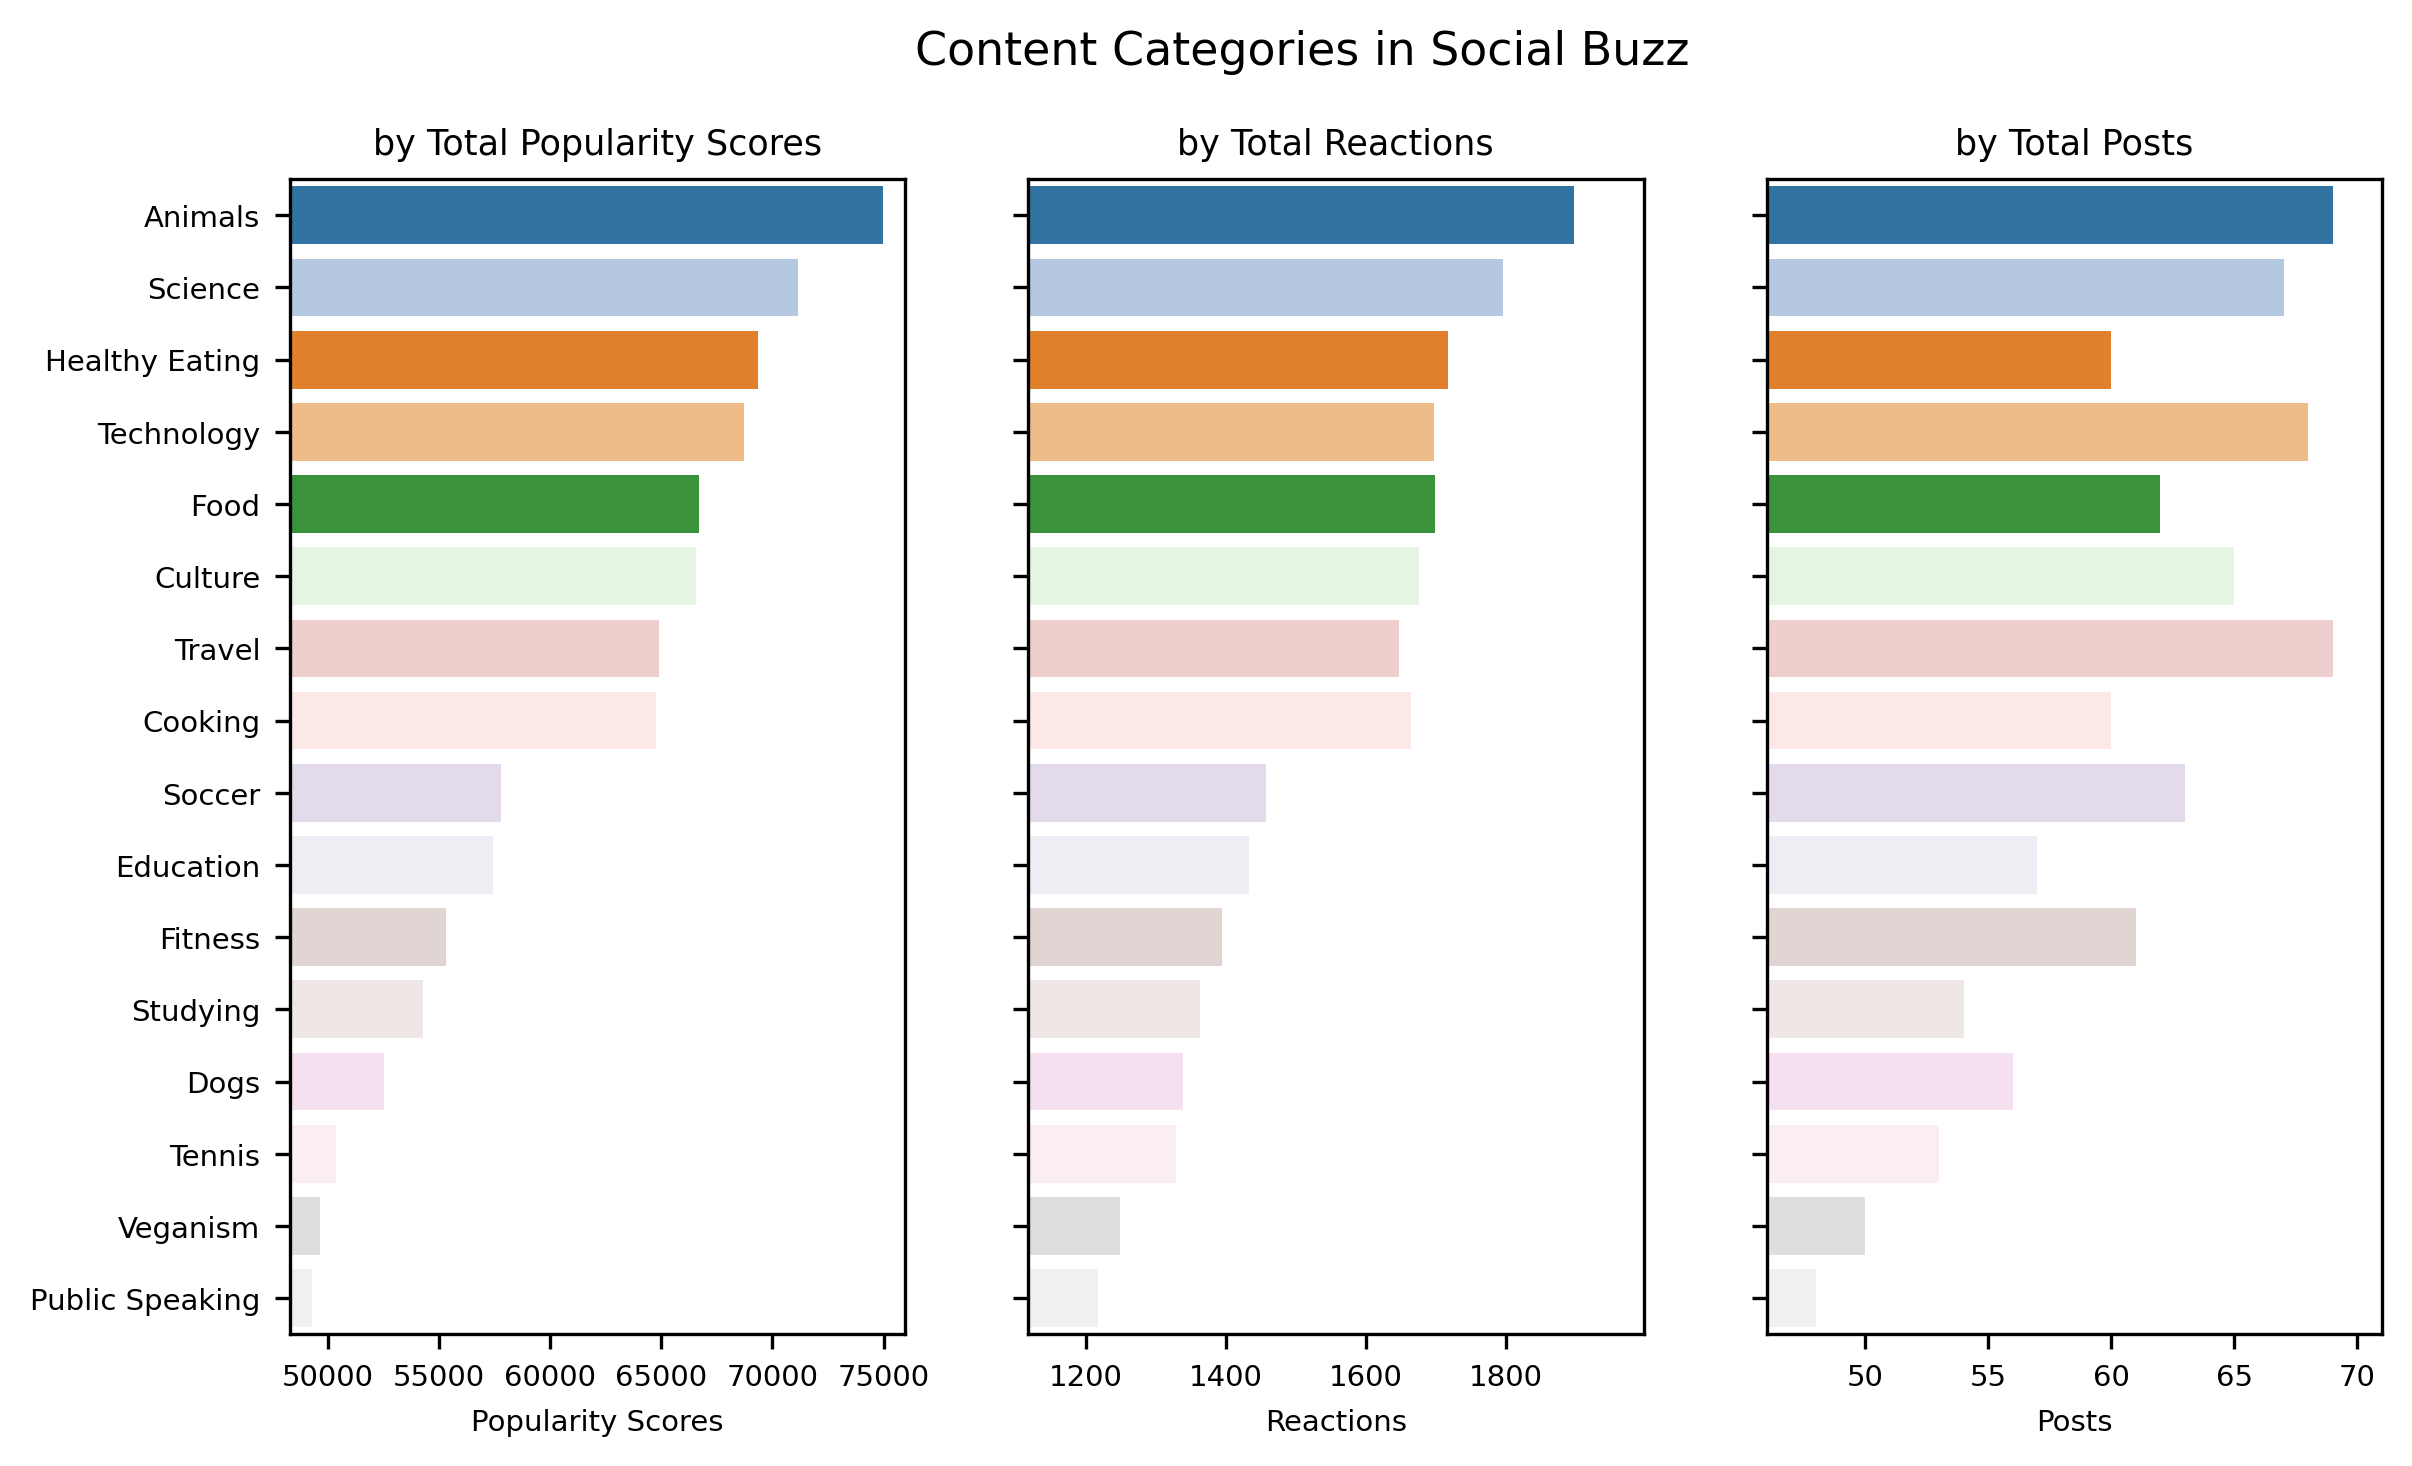 Content Categories in Social Buzz
by Total Popularity Scores
by Total Reactions
by Total Posts
Animals
Science
Healthy Eating
Technology
Food
Culture
Travel
Cooking
Soccer
Education
Fitness
Studying
Dogs
Tennis
Veganism
Public Speaking
50000 55000 60000 65000 70000 75000
1200 1400 1600 1800
50 55 60 65 70
Popularity Scores
Reactions
Posts